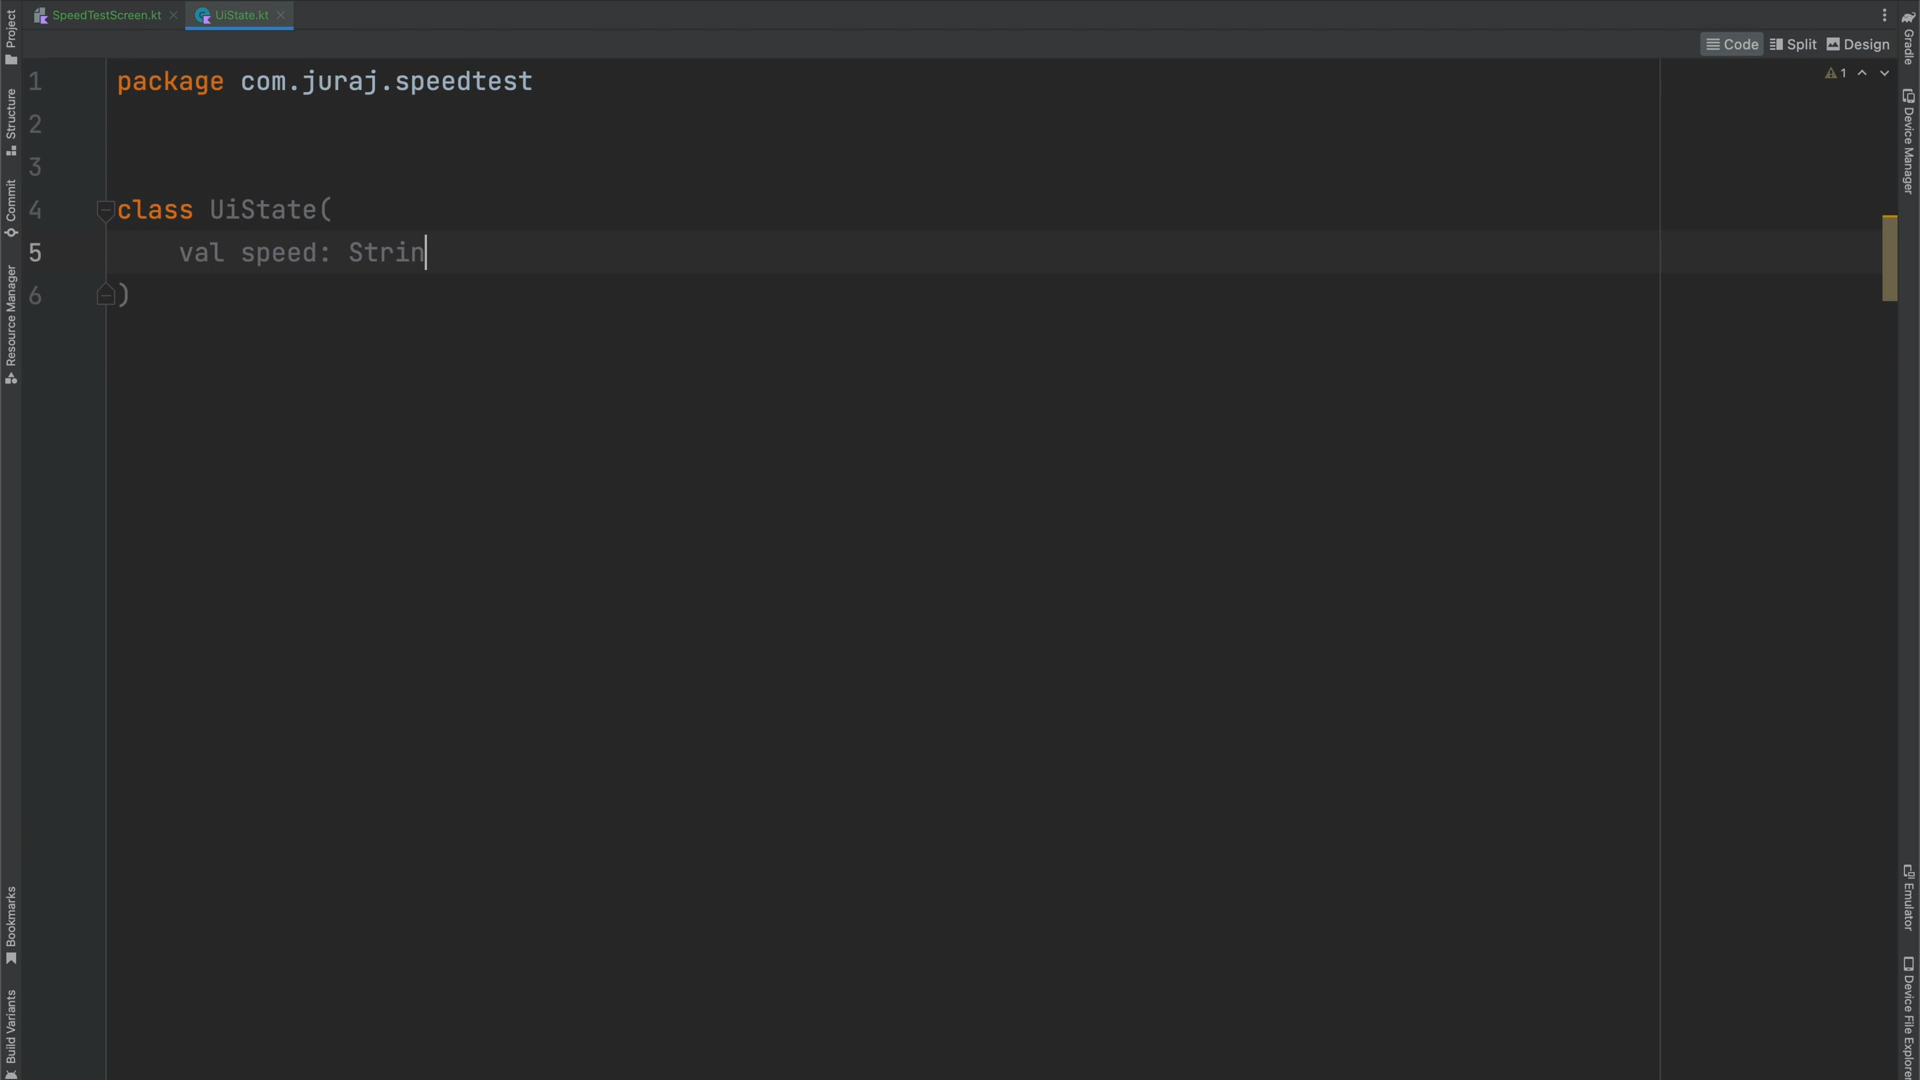 SpeedTestScreen.kt
UiState.kt
Code
Split
Design
1
1 package com.juraj.speedtest
2
3
4 class UiState(
5 val speed: Strin
6 )
Project
Structure
Commit
Resource Manager
Bookmarks
Build Variants
Gradle
Device Manager
Emulator
Device File Explorer